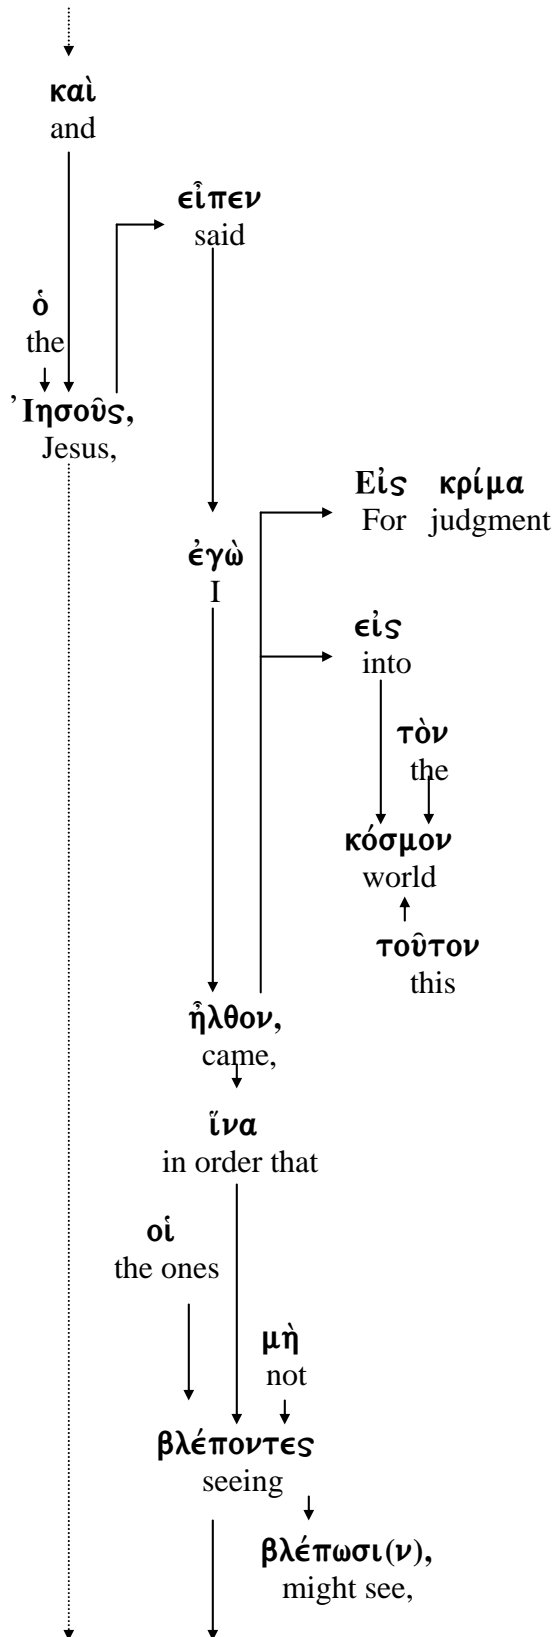 καὶ
and
εἶπεν
said
ὁ
the
Ἰησοῦς,
Jesus,
Εἰς κρίμα
For judgment
ἐγὼ
I
εἰς
into
τὸν
the
κόσμον
world
τοῦτον
this
ἦλθον,
came,
ἵνα
in order that
οἱ
the ones
μὴ
not
βλέποντες
seeing
βλέπωσι(ν),
might see,